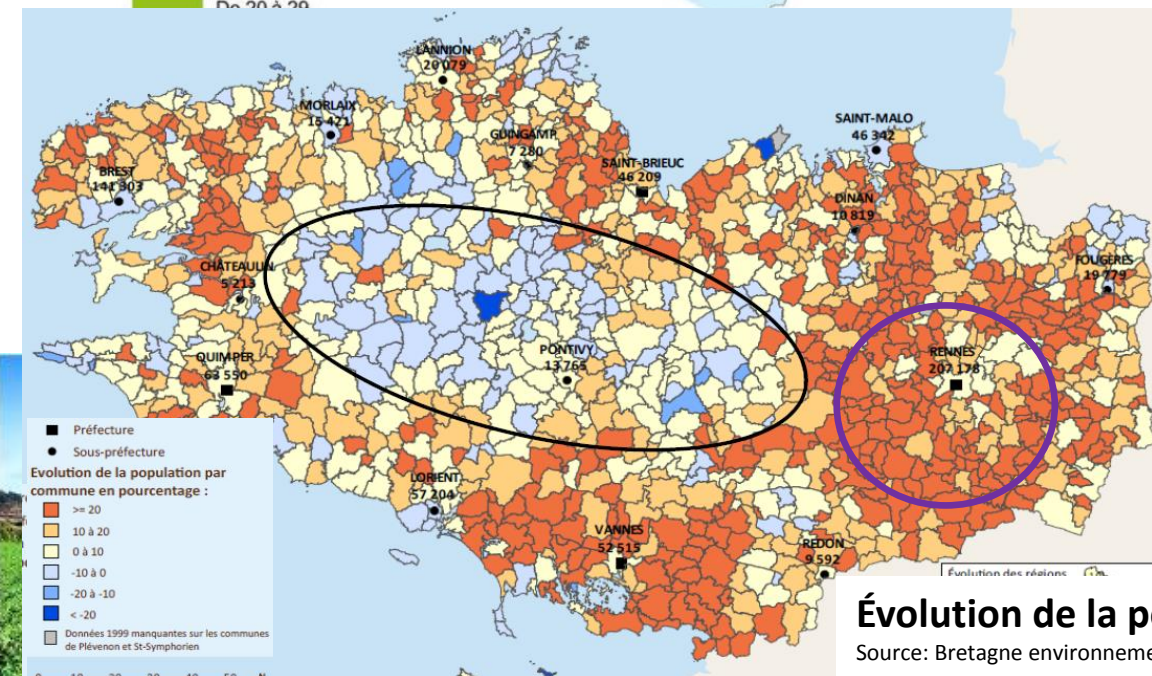 De 20 à 29
LANNION
20 079
MORLAIX
15 421
GUINGAMP
7 280
SAINT-BRIEUC
46 209
SAINT-MALO
46 342
BREST
141 303
DINAN
10 819
FOUGÈRES
19 779
CHÂTEAULIN
5 213
QUIMPER
63 550
PONTIVY
13 765
RENNES
207 178
LORIENT
57 204
VANNES
52 515
REDON
9 592
Préfecture
Sous-préfecture
Evolution de la population par
commune en pourcentage :
>= 20
10 à 20
0 à 10
-10 à 0
-20 à -10
< -20
Données 1999 manquantes sur les communes
de Plévenon et St-Symphorien
Évolution des régions
Évolution de la
Source: Bretagne